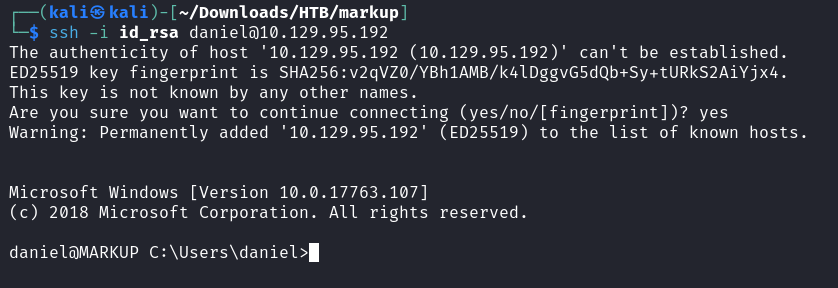 ┌──(kali㉿kali)-[~/Downloads/HTB/markup]
└─$ ssh -i id_rsa daniel@10.129.95.192
The authenticity of host '10.129.95.192 (10.129.95.192)' can't be established.
ED25519 key fingerprint is SHA256:v2qVZ0/YBh1AMB/k4lDggvG5dQb+Sy+tURkS2AiYjx4.
This key is not known by any other names.
Are you sure you want to continue connecting (yes/no/[fingerprint])? yes
Warning: Permanently added '10.129.95.192' (ED25519) to the list of known hosts.
Microsoft Windows [Version 10.0.17763.107]
(c) 2018 Microsoft Corporation. All rights reserved.
daniel@MARKUP C:\Users\daniel>